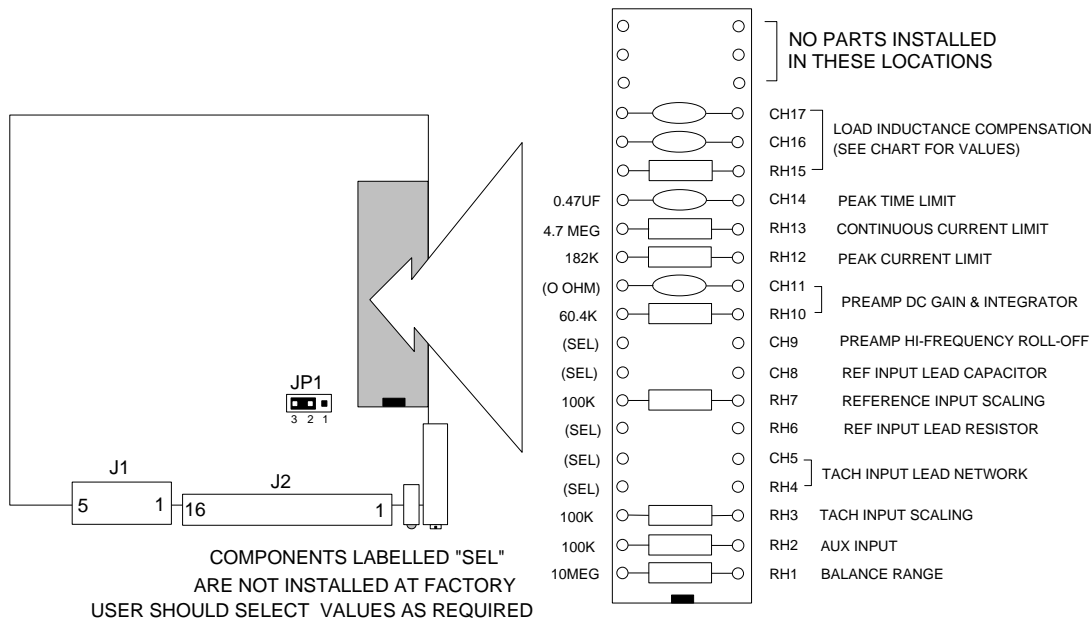 NO PARTS INSTALLED
IN THESE LOCATIONS
CH17
CH16
RH15
LOAD INDUCTANCE COMPENSATION
(SEE CHART FOR VALUES)
0.47UF CH14 PEAK TIME LIMIT
4.7 MEG RH13 CONTINUOUS CURRENT LIMIT
182K RH12 PEAK CURRENT LIMIT
(O OHM) CH11
60.4K RH10
PREAMP DC GAIN & INTEGRATOR
(SEL) CH9 PREAMP HI-FREQUENCY ROLL-OFF
(SEL) CH8 REF INPUT LEAD CAPACITOR
100K RH7 REFERENCE INPUT SCALING
(SEL) RH6 REF INPUT LEAD RESISTOR
(SEL) CH5
(SEL) RH4
TACH INPUT LEAD NETWORK
100K RH3 TACH INPUT SCALING
100K RH2 AUX INPUT
10MEG RH1 BALANCE RANGE
JP1
3 2 1
J1
5 1
J2
16 1
COMPONENTS LABELLED "SEL"
ARE NOT INSTALLED AT FACTORY
USER SHOULD SELECT VALUES AS REQUIRED